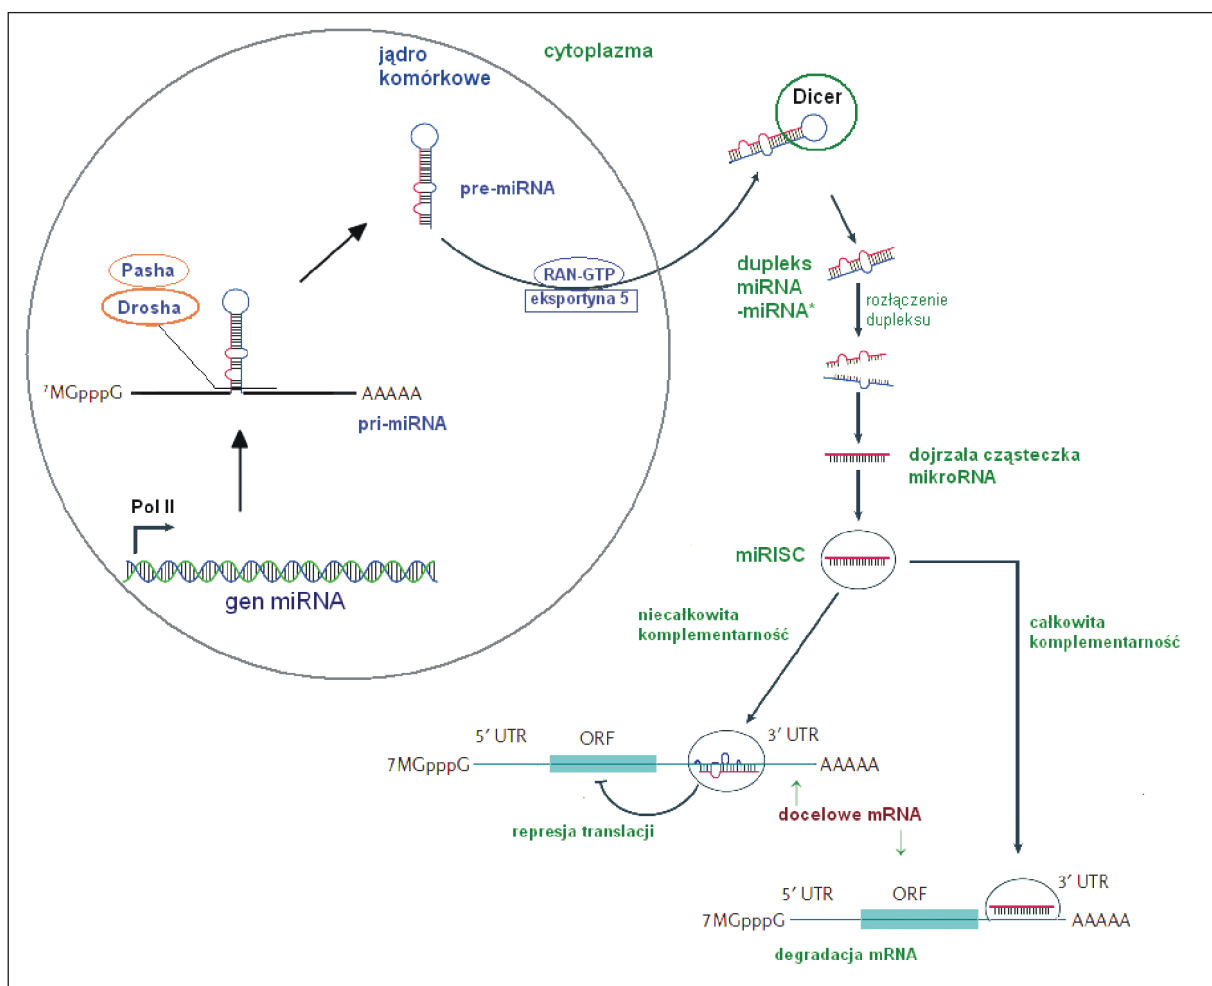 jądro
komórkowe
cytoplazma
Dicer
pre-miRNA
Pasha
Drosha
RAN-GTP
eksportyna 5
dupleks
miRNA
-miRNA*
rozłączenie
dupleksu
⁷MGpppG
AAAAA
pri-miRNA
dojrzala cząsteczka
mikroRNA
Pol II
gen miRNA
miRISC
niecałkowita
komplementarność
całkowita
komplementarność
5′ UTR
ORF
3′ UTR
7MGpppG
AAAAA
docelowe mRNA
represja translacji
5′ UTR
ORF
3′ UTR
7MGpppG
AAAAA
degradacja mRNA